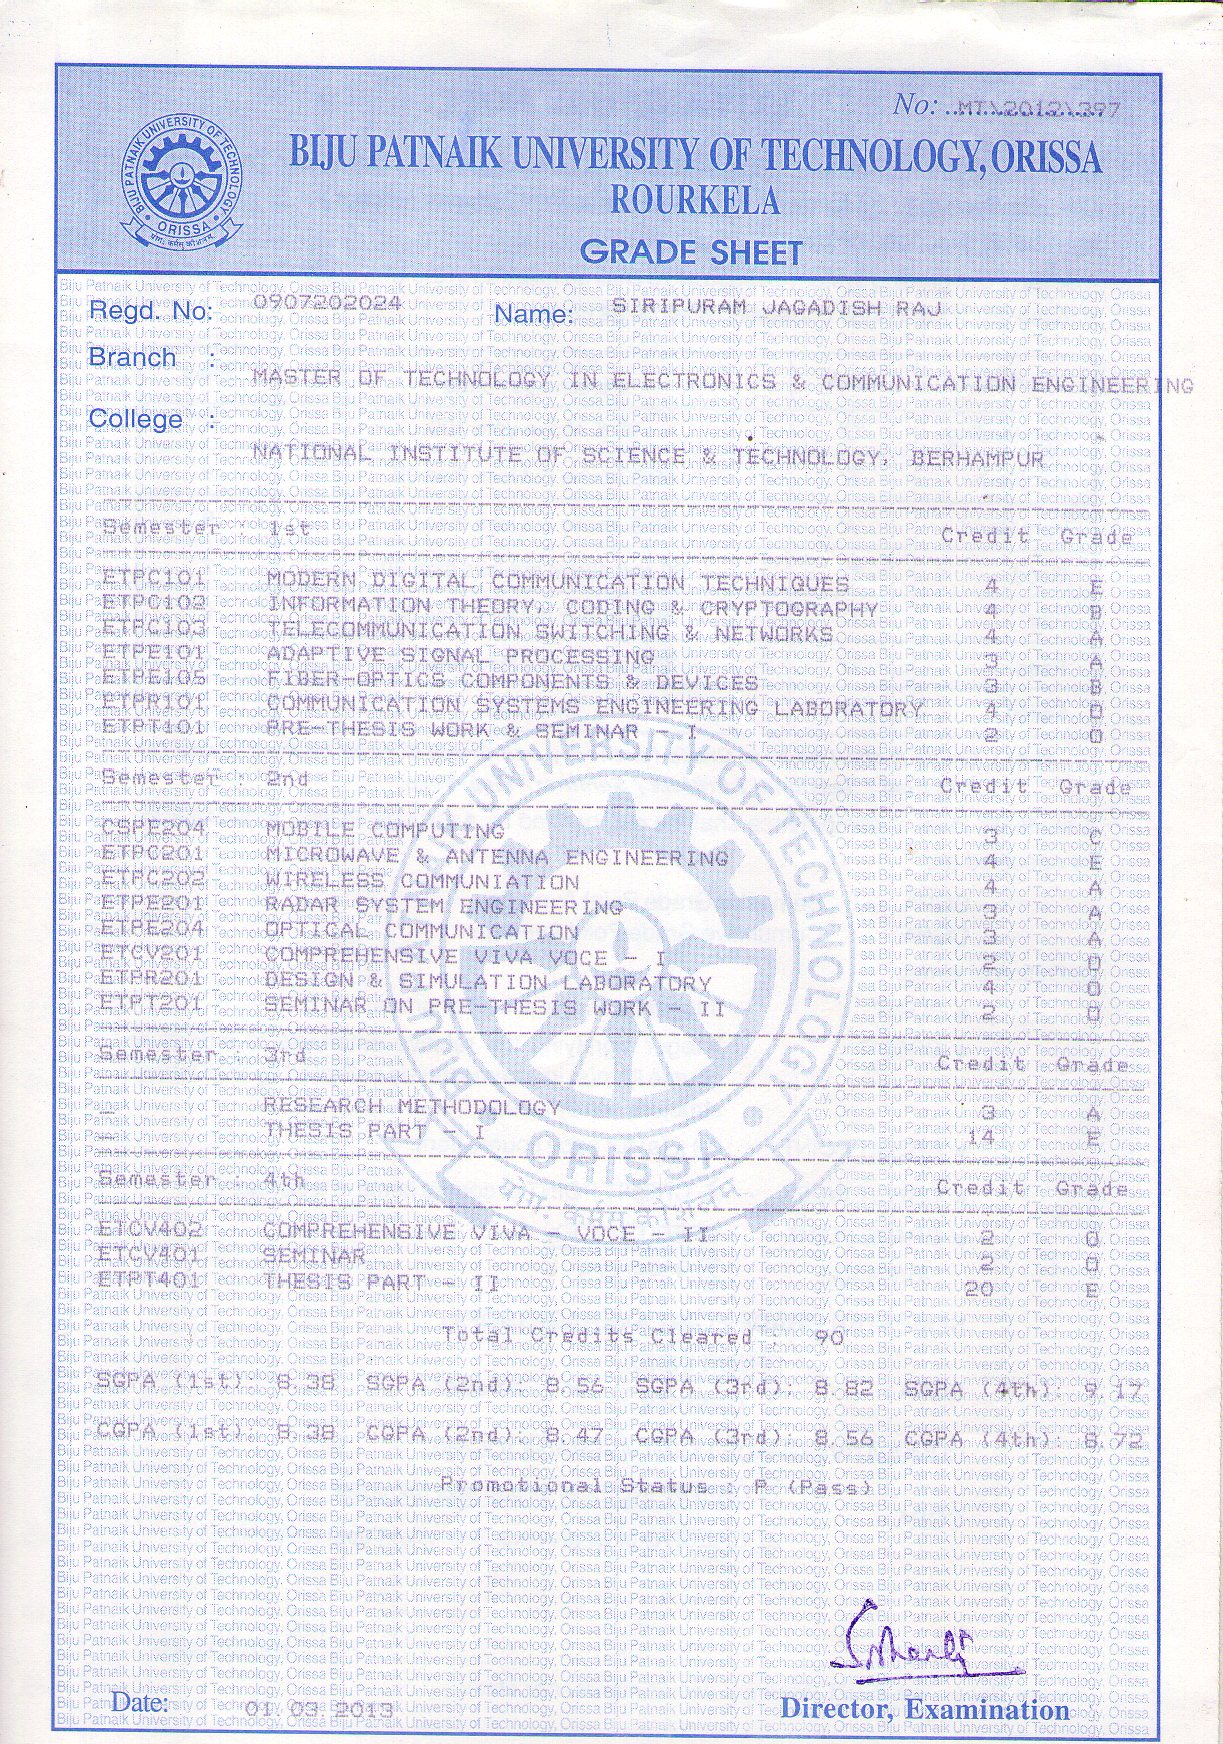 No: MT\2012\397
BIJU PATNAIK UNIVERSITY OF TECHNOLOGY
ORISSA
BIJU PATNAIK UNIVERSITY OF TECHNOLOGY, ORISSA
ROURKELA
GRADE SHEET
Regd. No: 0907202024 Name: SIRIPURAM JAGADISH RAJ
Branch :
MASTER OF TECHNOLOGY IN ELECTRONICS & COMMUNICATION ENGINEERING
College :
NATIONAL INSTITUTE OF SCIENCE & TECHNOLOGY, BERHAMPUR
Semester : 1st Credit Grade
ETPC101 MODERN DIGITAL COMMUNICATION TECHNIQUES 4 E
ETPC102 INFORMATION THEORY, CODING & CRYPTOGRAPHY 4 B
ETPC103 TELECOMMUNICATION SWITCHING & NETWORKS 4 A
ETPE101 ADAPTIVE SIGNAL PROCESSING 3 A
ETPE105 FIBER-OPTICS COMPONENTS & DEVICES 3 B
ETPR101 COMMUNICATION SYSTEMS ENGINEERING LABORATORY 4 O
ETPT101 PRE-THESIS WORK & SEMINAR - I 2 O
Semester : 2nd Credit Grade
CSPE204 MOBILE COMPUTING 3 C
ETPC201 MICROWAVE & ANTENNA ENGINEERING 4 E
ETPC202 WIRELESS COMMUNIATION 4 A
ETPE201 RADAR SYSTEM ENGINEERING 3 A
ETPE204 OPTICAL COMMUNICATION 3 A
ETCV201 COMPREHENSIVE VIVA VOCE - I 2 O
ETPR201 DESIGN & SIMULATION LABORATORY 4 O
ETPT201 SEMINAR ON PRE-THESIS WORK - II 2 O
Semester : 3rd Credit Grade
_ RESEARCH METHODOLOGY 3 A
_ THESIS PART - I 14 E
Semester : 4th Credit Grade
ETCV402 COMPREHENSIVE VIVA - VOCE - II 2 O
ETCV401 SEMINAR 2 O
ETPT401 THESIS PART - II 20 E
Total Credits Cleared : 90
SGPA (1st): 8.38 SGPA (2nd): 8.56 SGPA (3rd): 8.82 SGPA (4th): 9.17
CGPA (1st): 8.38 CGPA (2nd): 8.47 CGPA (3rd): 8.56 CGPA (4th): 8.72
Promotional Status : P (Pass)
Date: 01.03.2013 Director, Examination